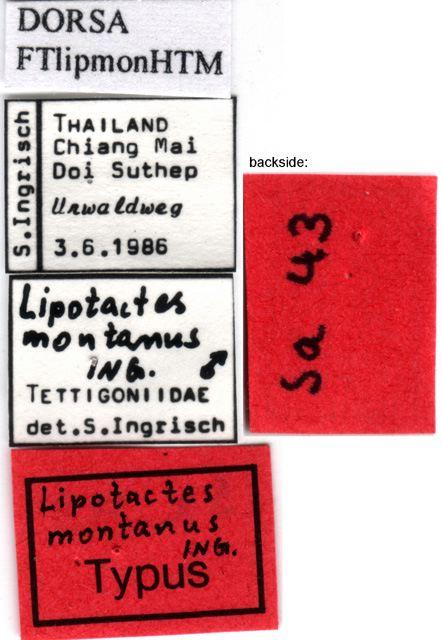 DORSA
FTlipmonHTM
S.Ingrisch
THAILAND
Chiang Mai
Doi Suthep
Urwaldweg
3.6.1986
backside:
Sa 43
Lipotactes
montanus
ING. ♂
TETTIGONIIDAE
det.S.Ingrisch
Lipotactes
montanus
ING.
Typus